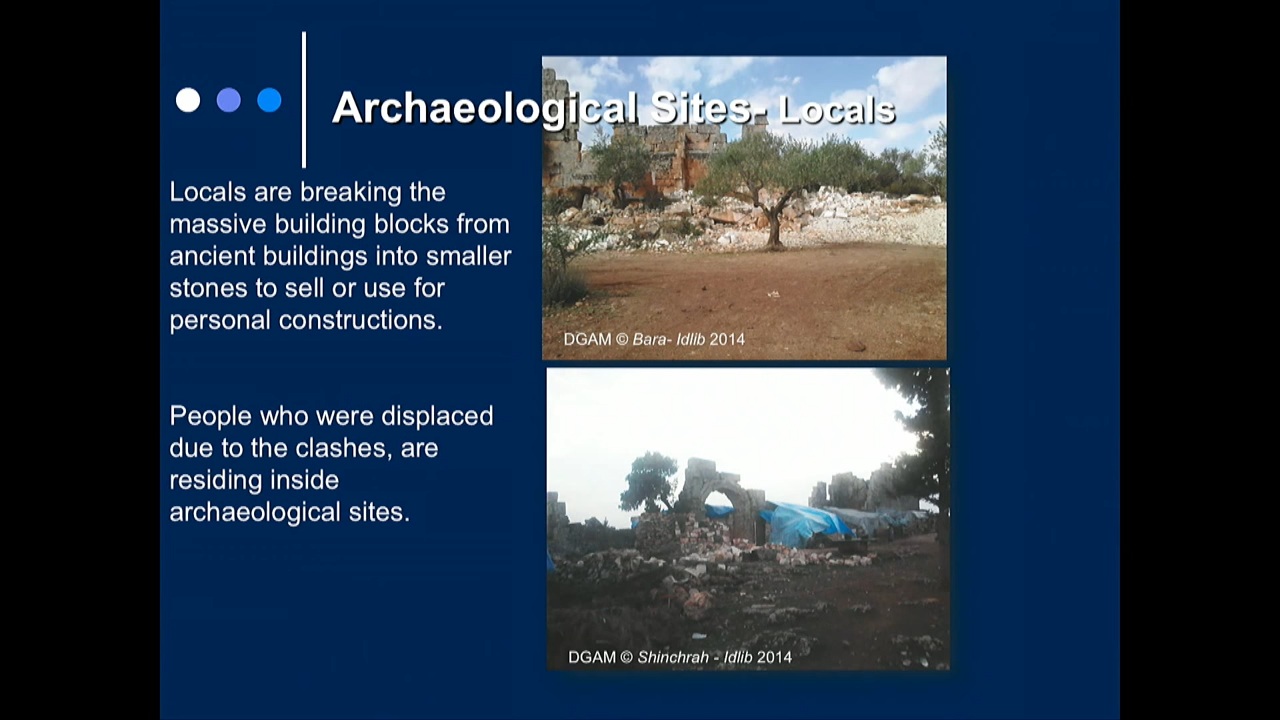 Archaeological Sites- Locals
Locals are breaking the
massive building blocks from
ancient buildings into smaller
stones to sell or use for
personal constructions.
People who were displaced
due to the clashes, are
residing inside
archaeological sites.
DGAM © Bara- Idlib 2014
DGAM © Shinchrah - Idlib 2014